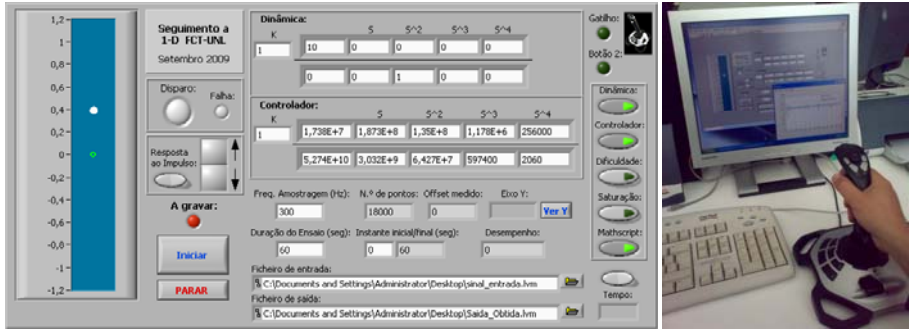 1,2-
1-
0,8-
0,6-
0,4-
0,2-
0-
-0,2-
-0,4-
-0,6-
-0,8-
-1-
-1,2-
Seguimento a
1-D FCT-UNL
Setembro 2009
Disparo:
Falha:
Resposta
ao Impulso:
A gravar:
Iniciar
PARAR
Dinâmica:
K S S^2 S^3 S^4
1 10 0 0 0 0
0 0 1 0 0
Controlador:
K S S^2 S^3 S^4
1 1,738E+7 1,873E+8 1,35E+8 1,178E+6 256000
5,274E+10 3,032E+9 6,427E+7 597400 2060
Freq. Amostragem (Hz): N.º de pontos: Offset medido: Eixo Y:
300 18000 0 Ver Y
Duração do Ensaio (seg): Instante inicial/final (seg): Desempenho:
60 0 60 0
Ficheiro de entrada:
C:\Documents and Settings\Administrator\Desktop\sinal_entrada.lvm
Ficheiro de saída:
C:\Documents and Settings\Administrator\Desktop\Saida_Obtida.lvm
Gatilho:
Botão 2:
Dinâmica:
Controlador:
Dificuldade:
Saturação:
Mathscript:
Tempo: